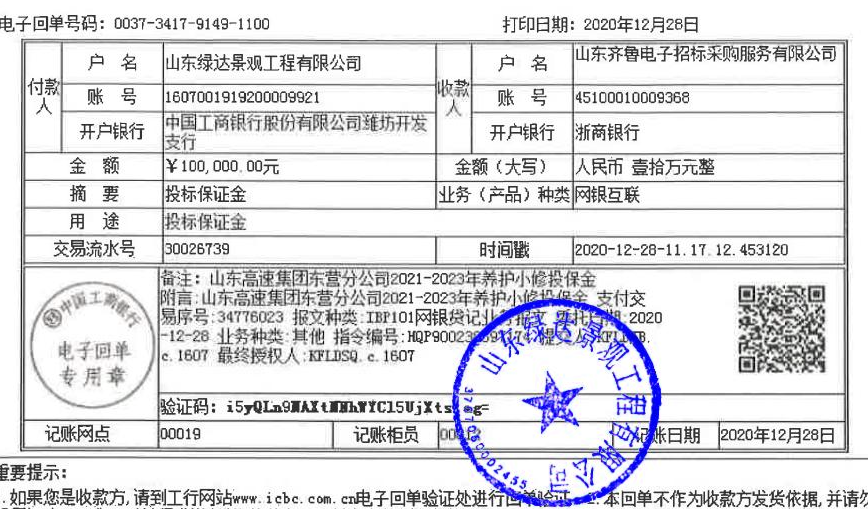 电子回单号码: 0037-3417-9149-1100 打印日期: 2020年12月28日
付款人 户 名 山东绿达景观工程有限公司 收款人 户 名 山东齐鲁电子招标采购服务有限公司
账 号 1607001919200009921 账 号 45100010009368
开户银行 中国工商银行股份有限公司潍坊开发支行 开户银行 浙商银行
金 额 ￥100,000.00元 金额(大写) 人民币 壹拾万元整
摘 要 投标保证金 业务(产品)种类 网银互联
用 途 投标保证金
交易流水号 30026739 时间戳 2020-12-28-11.17.12.453120
备注: 山东高速集团东营分公司2021-2023年养护小修投保金
附言:山东高速集团东营分公司2021-2023年养护小修投保金 支付交
易序号:34776023 报文种类:IBP101网银贷记业务报文 委托日期:2020
-12-28 业务种类:其他 指令编号:
c.1607 最终授权人:KFLDSQ.c.1607
中国工商银行
电子回单
专用章
验证码:
山东绿达景观工程有限公司
记账网点 00019 记账柜员 记账日期 2020年12月28日
重要提示:
.如果您是收款方,请到工行网站www.icbc.com.cn电子回单验证处进行回单验证 本回单不作为收款方发货依据,并请勿